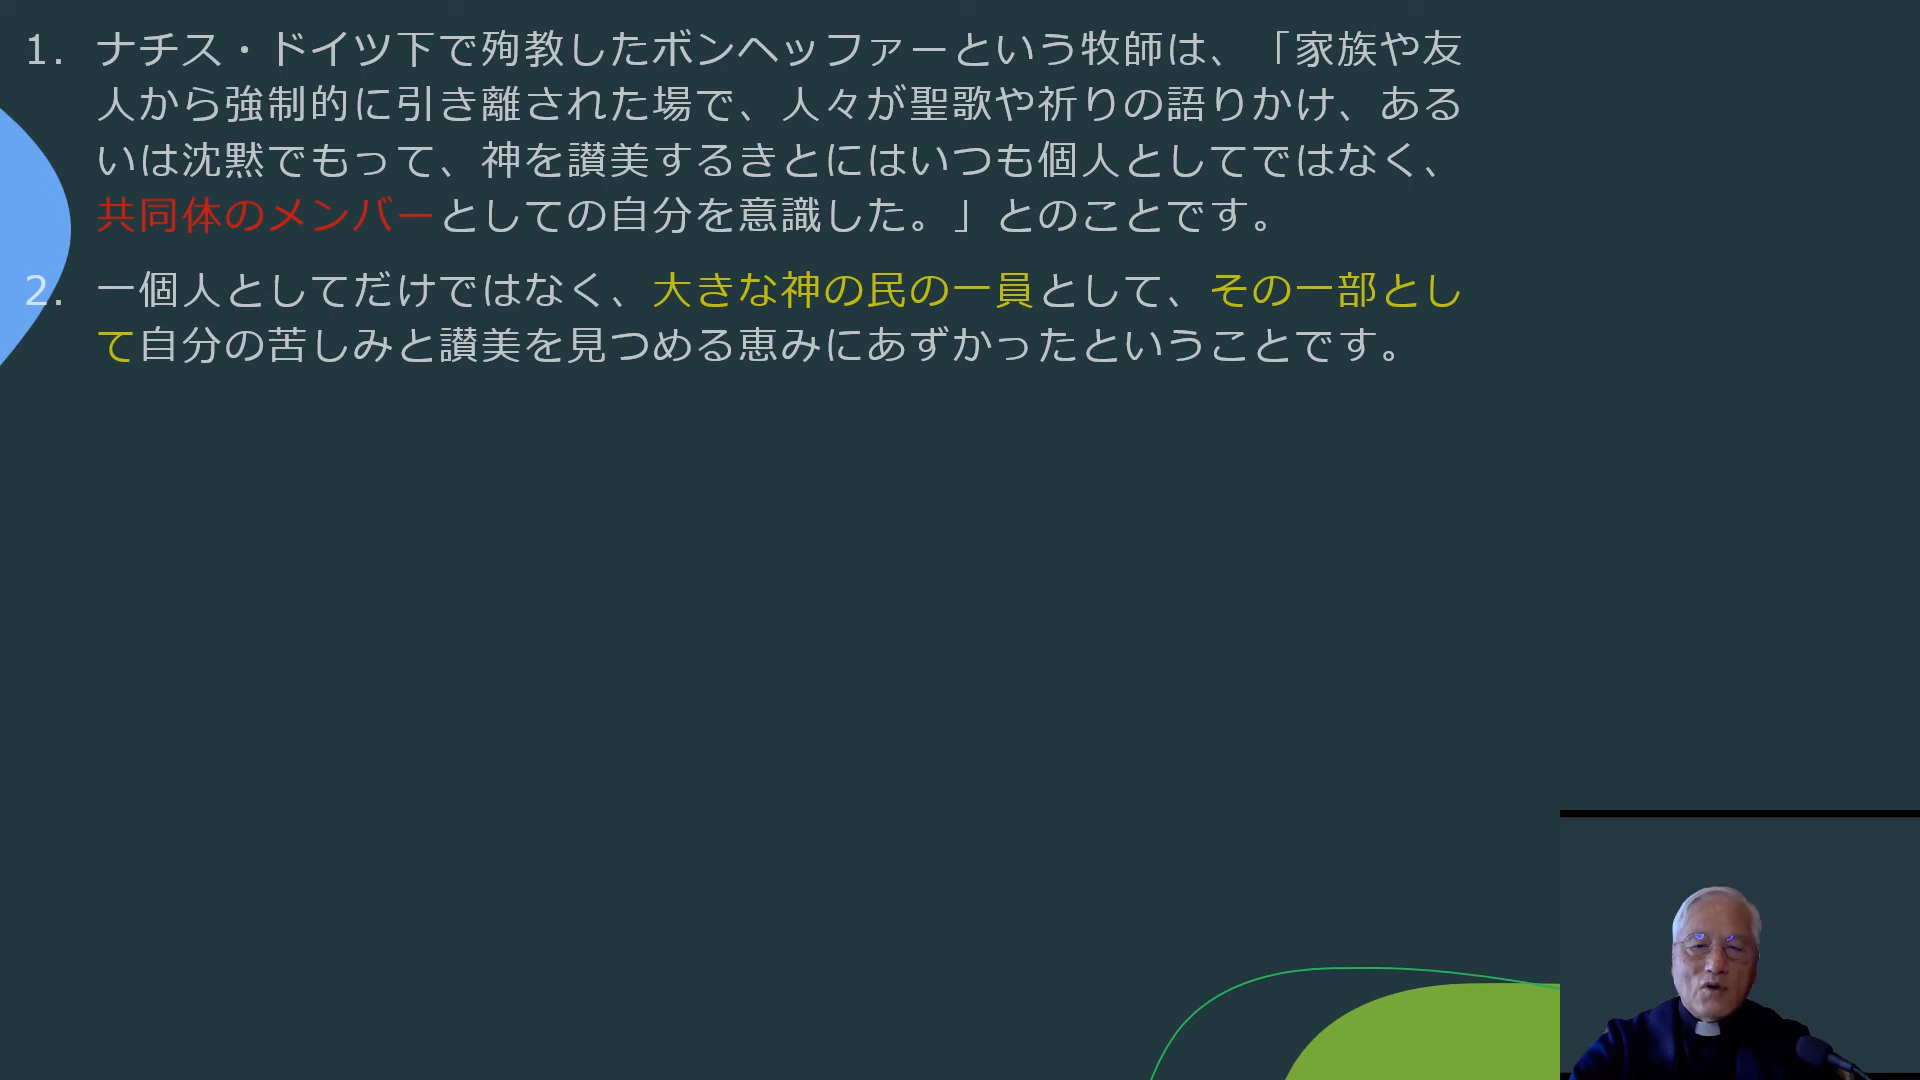 1. ナチス・ドイツ下で殉教したボンヘッファーという牧師は、「家族や友
人から強制的に引き離された場で、人々が聖歌や祈りの語りかけ、ある
いは沈黙でもって、神を讃美するきとにはいつも個人としてではなく、
共同体のメンバーとしての自分を意識した。」とのことです。
2. 一個人としてだけではなく、大きな神の民の一員として、その一部とし
て自分の苦しみと讃美を見つめる恵みにあずかったということです。